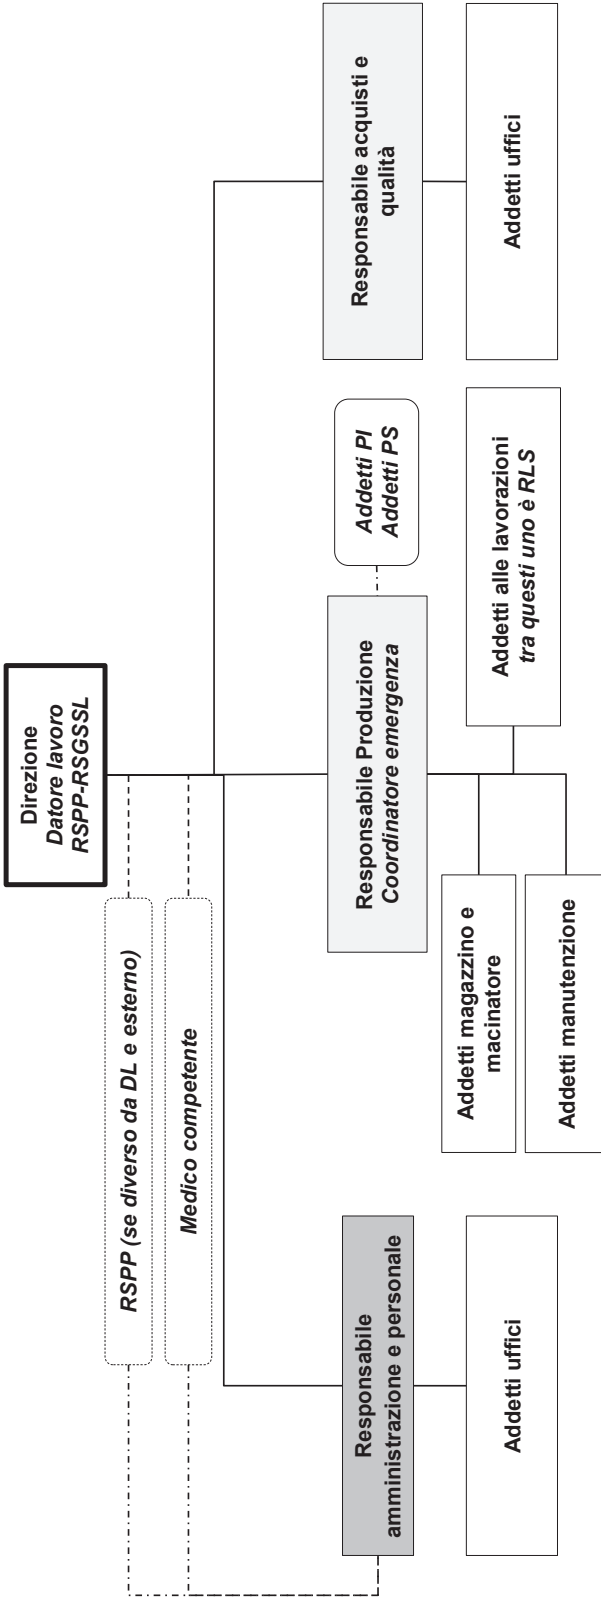 Direzione
Datore lavoro
RSPP-RSGSSL
RSPP (se diverso da DL e esterno)
Medico competente
Responsabile
amministrazione e personale
Responsabile Produzione
Coordinatore emergenza
Addetti PI
Addetti PS
Responsabile acquisti e
qualità
Addetti uffici
Addetti magazzino e
macinatore
Addetti manutenzione
Addetti alle lavorazioni
tra questi uno è RLS
Addetti uffici